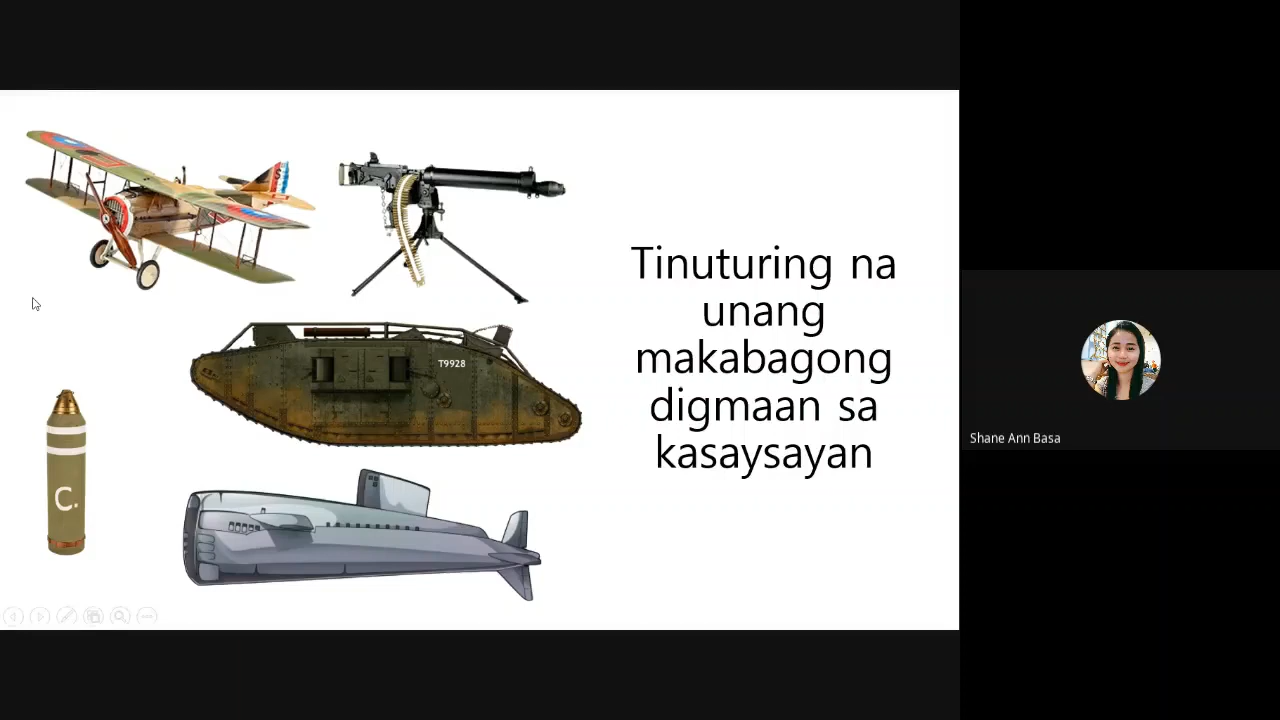 Tinuturing na
unang
makabagong
digmaan sa
kasaysayan
T9928
C.
S
Shane Ann Basa